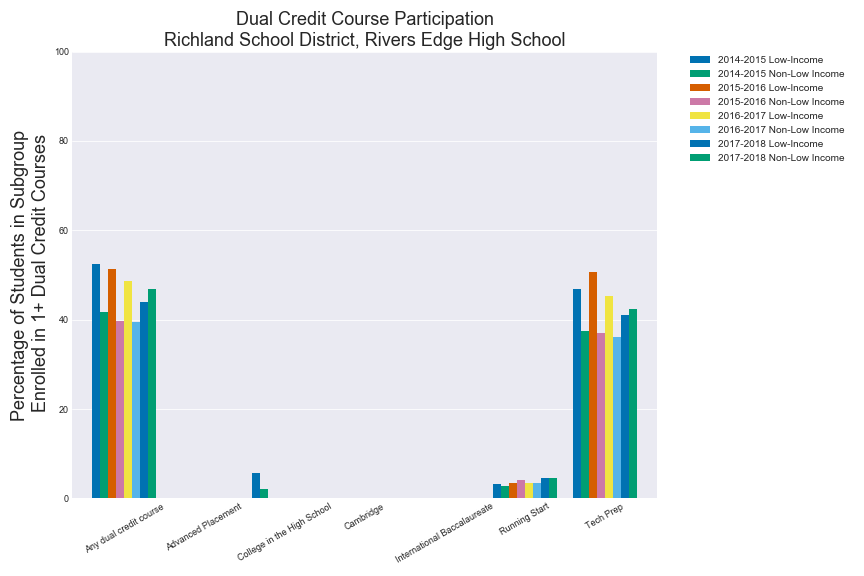 Dual Credit Course Participation
Richland School District, Rivers Edge High School
Percentage of Students in Subgroup
Enrolled in 1+ Dual Credit Courses
100
80
60
40
20
0
Any dual credit course
Advanced Placement
College in the High School
Cambridge
International Baccalaureate
Running Start
Tech Prep
2014-2015 Low-Income
2014-2015 Non-Low Income
2015-2016 Low-Income
2015-2016 Non-Low Income
2016-2017 Low-Income
2016-2017 Non-Low Income
2017-2018 Low-Income
2017-2018 Non-Low Income